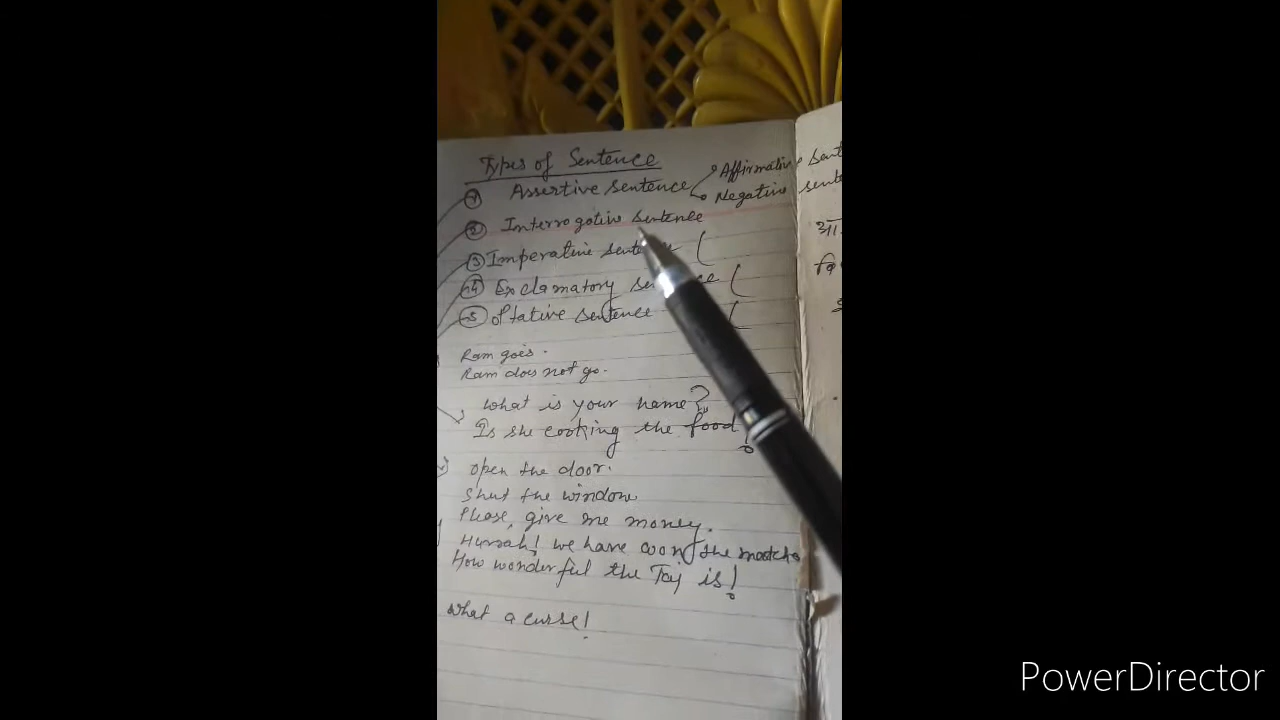 Types of Sentence
① Assertive sentence
Affirmative
Negative
② Interrogative sentence
③ Imperative (
④ Exclamatory (
⑤ Optative sentence (
Ram goes.
Ram does not go.
What is your name?
Is she cooking the food
open the door.
Shut the window
Please, give me money.
Hurrah! we have won the match
How wonderful the Taj is!
What a curse!
PowerDirector